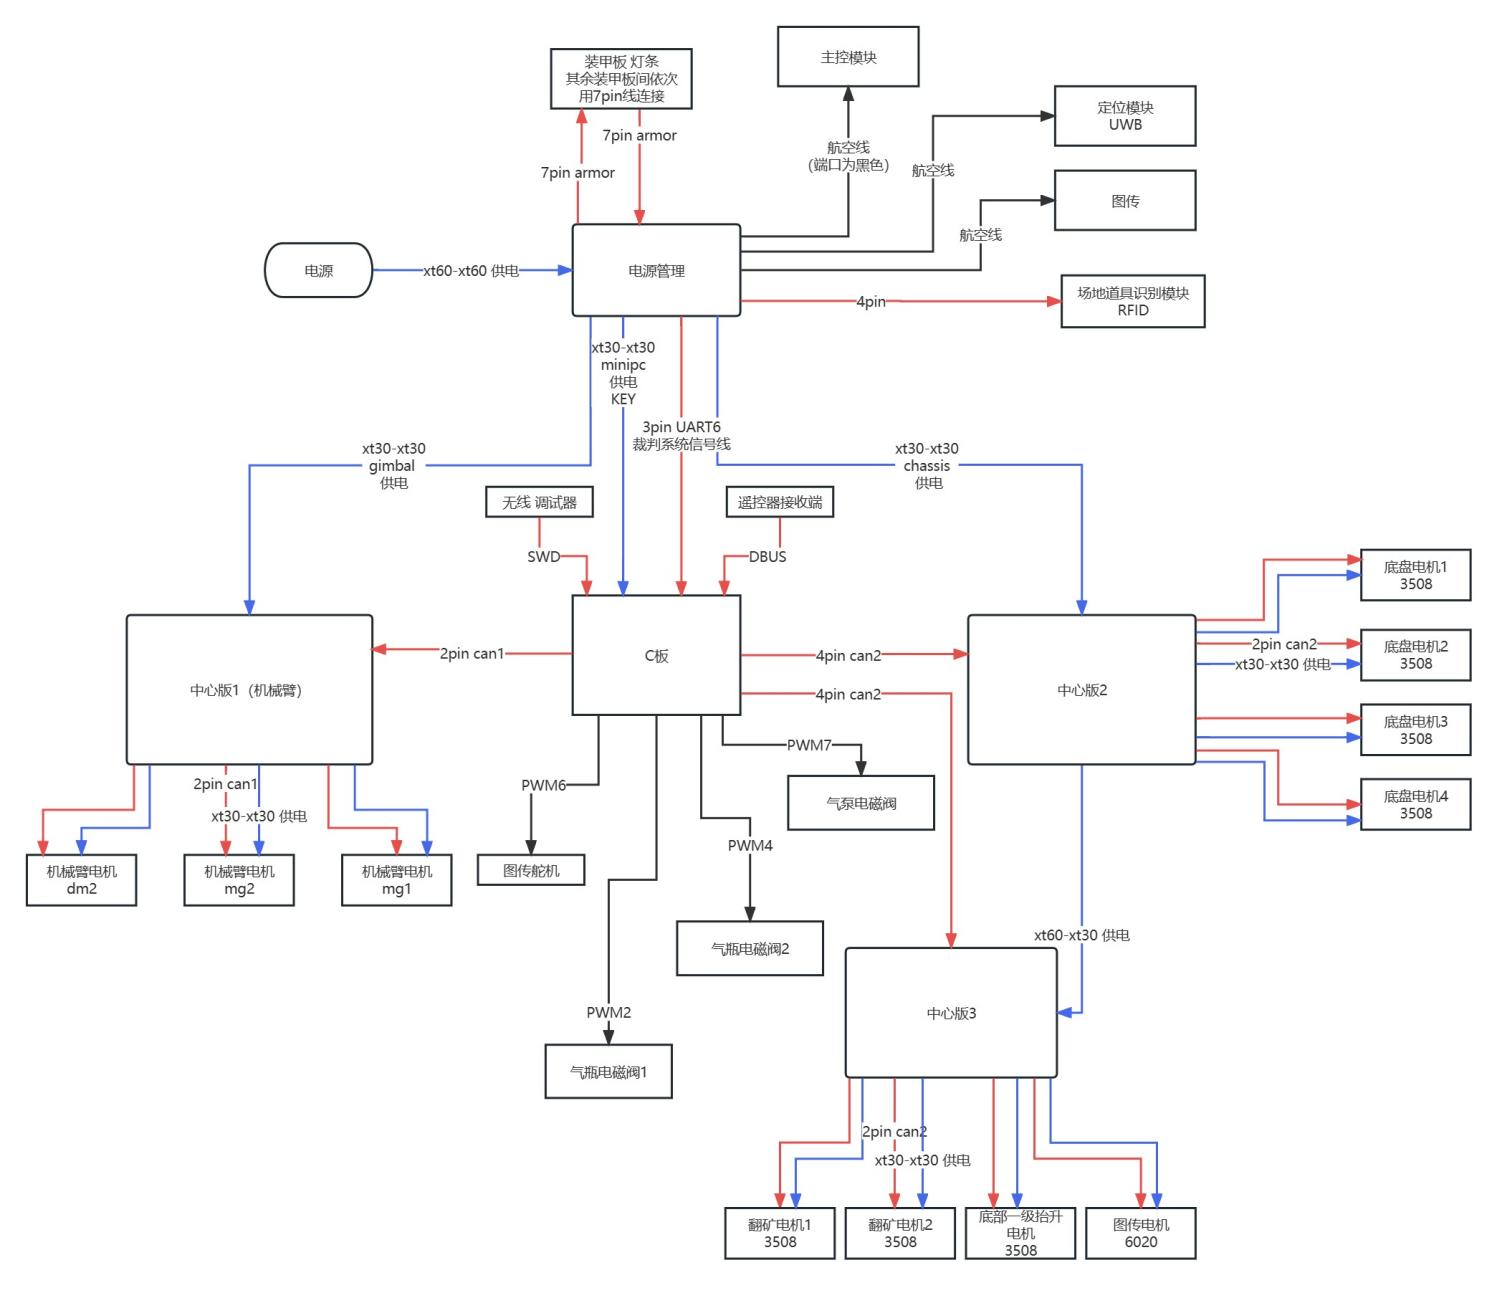 主控模块
装甲板 灯条
其余装甲板间依次
用7pin线连接
定位模块
UWB
7pin armor
航空线
(端口为黑色)
7pin armor
航空线
图传
航空线
电源
xt60-xt60 供电
电源管理
4pin
场地道具识别模块
RFID
xt30-xt30
minipc
供电
KEY
3pin UART6
裁判系统信号线
xt30-xt30
gimbal
供电
xt30-xt30
chassis
供电
无线 调试器
遥控器接收端
SWD
DBUS
底盘电机1
3508
中心版1（机械臂）
2pin can1
C板
4pin can2
4pin can2
中心版2
2pin can2
xt30-xt30 供电
底盘电机2
3508
底盘电机3
3508
底盘电机4
3508
2pin can1
xt30-xt30 供电
PWM6
PWM7
气泵电磁阀
机械臂电机
dm2
机械臂电机
mg2
机械臂电机
mg1
图传舵机
PWM4
气瓶电磁阀2
xt60-xt30 供电
PWM2
中心版3
气瓶电磁阀1
2pin can2
xt30-xt30 供电
翻矿电机1
3508
翻矿电机2
3508
底部一级抬升
电机
3508
图传电机
6020